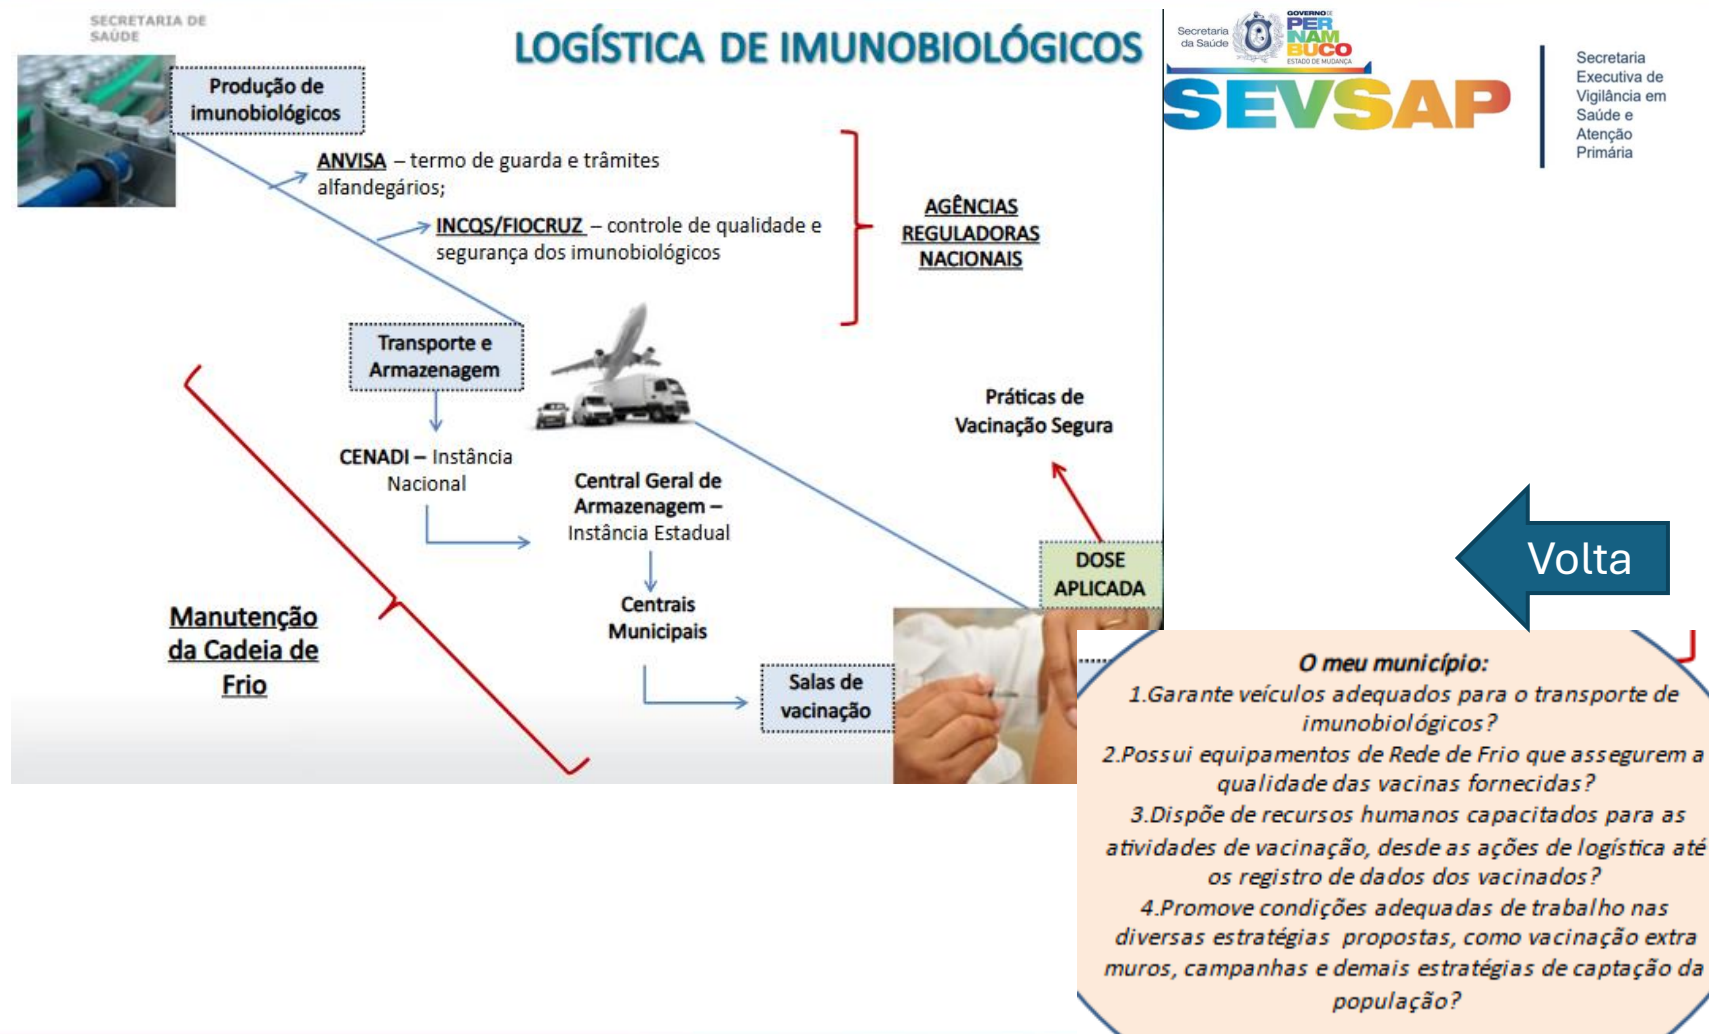 SECRETARIA DE
SAÚDE
LOGÍSTICA DE IMUNOBIOLÓGICOS
Secretaria
da Saúde
GOVERNO DE
PER
NAM
BUCO
ESTADO DE MUDANÇA
SEVSAP
Secretaria
Executiva de
Vigilância em
Saúde e
Atenção
Primária
Produção de
imunobiológicos
ANVISA – termo de guarda e trâmites
alfandegários;
INCQS/FIOCRUZ – controle de qualidade e
segurança dos imunobiológicos
AGÊNCIAS
REGULADORAS
NACIONAIS
Transporte e
Armazenagem
CENADI – Instância
Nacional
Central Geral de
Armazenagem –
Instância Estadual
Centrais
Municipais
Salas de
vacinação
Práticas de
Vacinação Segura
DOSE
APLICADA
Manutenção
da Cadeia de
Frio
Volta
O meu município:
1.Garante veículos adequados para o transporte de
imunobiológicos?
2.Possui equipamentos de Rede de Frio que assegurem a
qualidade das vacinas fornecidas?
3.Dispõe de recursos humanos capacitados para as
atividades de vacinação, desde as ações de logística até
os registro de dados dos vacinados?
4.Promove condições adequadas de trabalho nas
diversas estratégias propostas, como vacinação extra
muros, campanhas e demais estratégias de captação da
população?